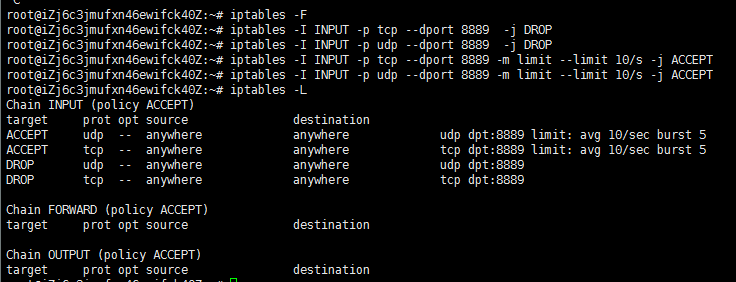 root@iZj6c3jmufxn46ewifck40Z:~# iptables -F
root@iZj6c3jmufxn46ewifck40Z:~# iptables -I INPUT -p tcp --dport 8889  -j DROP
root@iZj6c3jmufxn46ewifck40Z:~# iptables -I INPUT -p udp --dport 8889  -j DROP
root@iZj6c3jmufxn46ewifck40Z:~# iptables -I INPUT -p tcp --dport 8889 -m limit --limit 10/s -j ACCEPT
root@iZj6c3jmufxn46ewifck40Z:~# iptables -I INPUT -p udp --dport 8889 -m limit --limit 10/s -j ACCEPT
root@iZj6c3jmufxn46ewifck40Z:~# iptables -L
Chain INPUT (policy ACCEPT)
target     prot opt source               destination
ACCEPT     udp  --  anywhere             anywhere             udp dpt:8889 limit: avg 10/sec burst 5
ACCEPT     tcp  --  anywhere             anywhere             tcp dpt:8889 limit: avg 10/sec burst 5
DROP       udp  --  anywhere             anywhere             udp dpt:8889
DROP       tcp  --  anywhere             anywhere             tcp dpt:8889
Chain FORWARD (policy ACCEPT)
target     prot opt source               destination
Chain OUTPUT (policy ACCEPT)
target     prot opt source               destination
root@iZj6c3jmufxn46ewifck40Z:~#